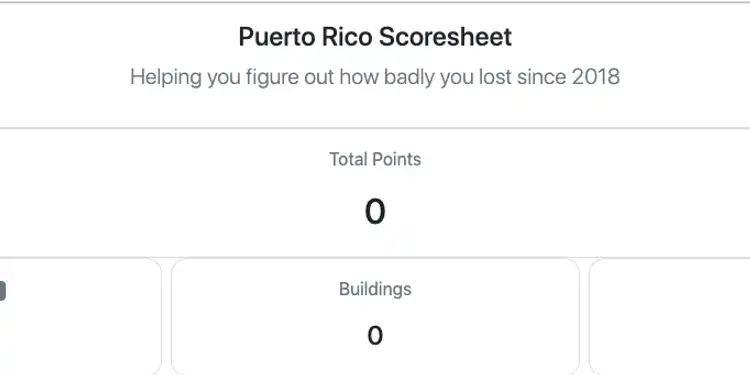 Puerto Rico Scoresheet
Helping you figure out how badly you lost since 2018
Total Points
0
Buildings
0